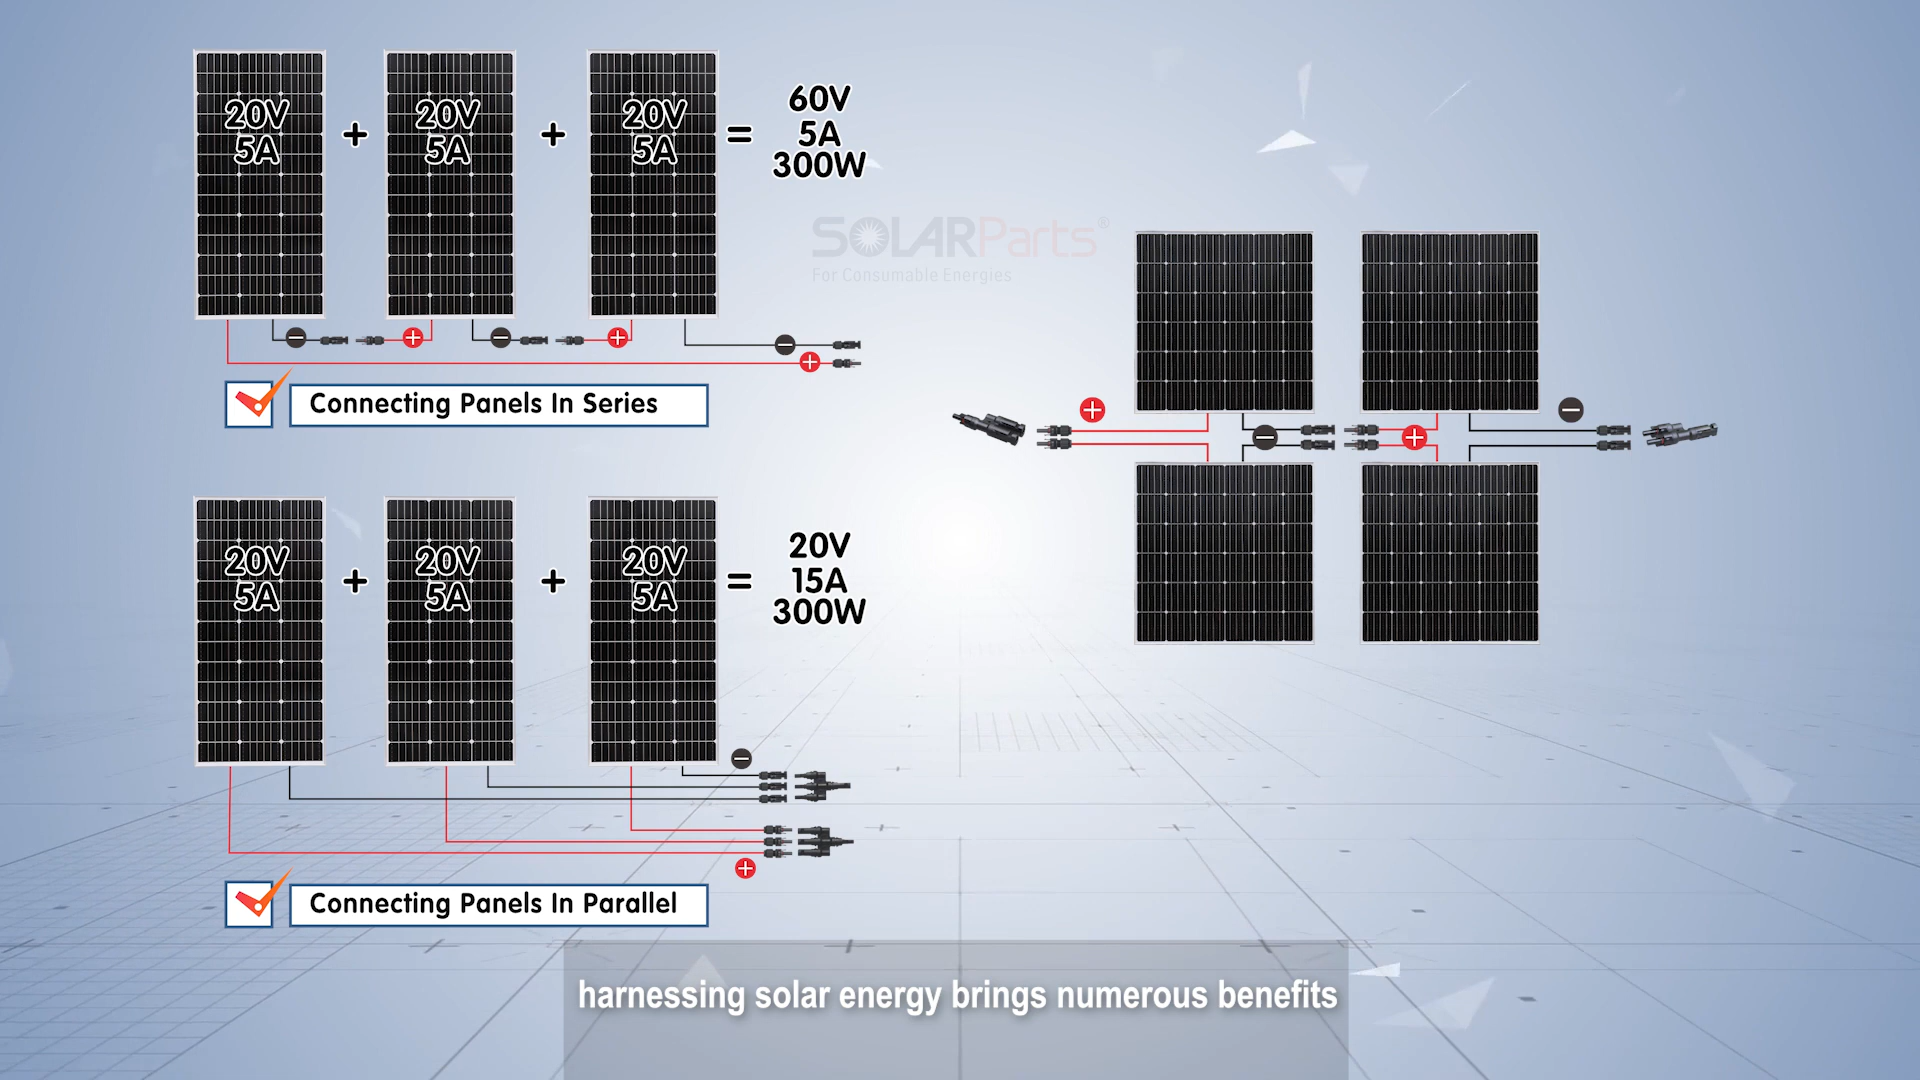 20V
5A
+
20V
5A
+
20V
5A
=
60V
5A
300W
SOLARParts®
For Consumable Energies
Connecting Panels In Series
20V
5A
+
20V
5A
+
20V
5A
=
20V
15A
300W
Connecting Panels In Parallel
harnessing solar energy brings numerous benefits